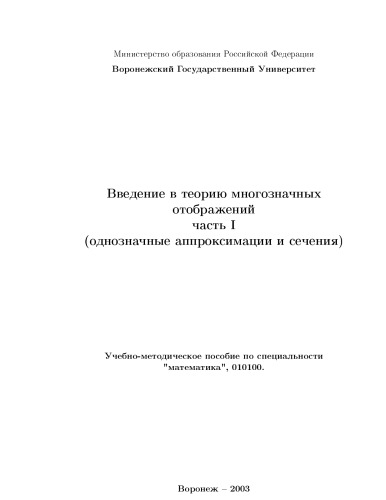 Министерство образования Российской Федерации
Воронежский Государственный Университет
Введение в теорию многозначных
отображений
часть I
(однозначные аппроксимации и сечения)
Учебно-методическое пособие по специальности
"математика", 010100.
Воронеж – 2003